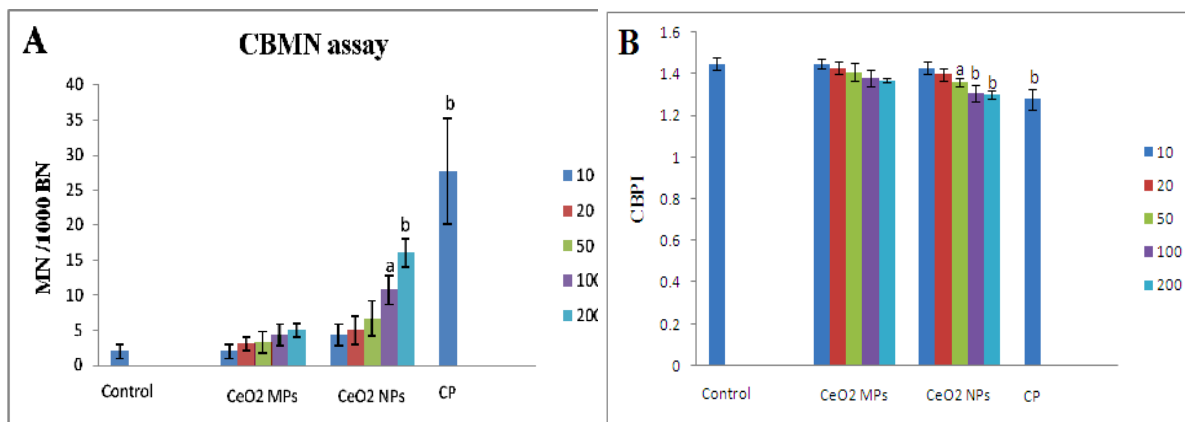 A
CBMN assay
MN /1000 BN
40
35
30
25
20
15
10
5
0
b
a
b
Control
CeO2 MPs
CeO2 NPs
CP
10
20
50
100
200
B
CBPI
1.6
1.4
1.2
1
0.8
0.6
0.4
0.2
0
a
b
b
b
Control
CeO2 MPs
CeO2 NPs
CP
10
20
50
100
200